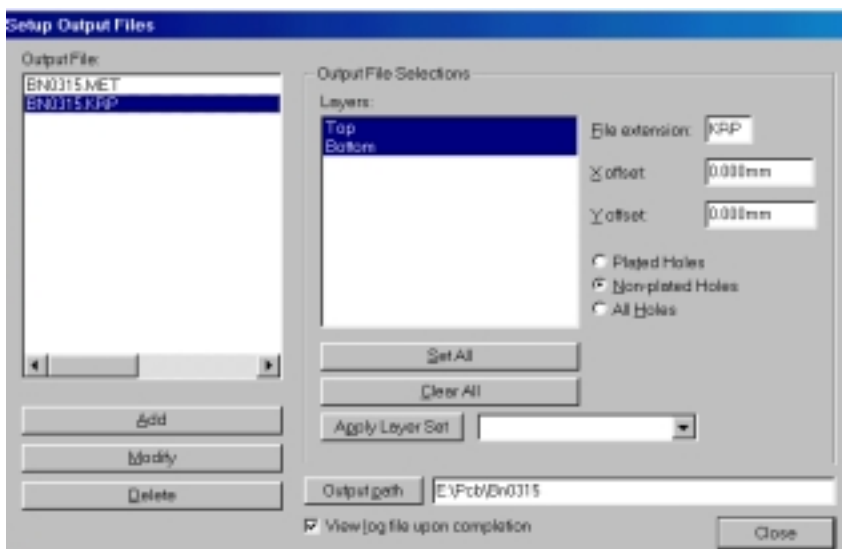 Setup Output Files
Output File:
BN0315.MET
BN0315.KRP
Add
Modify
Delete
Output File Selections
Layers:
Top
Bottom
File extension: KRP
X offset: 0.000mm
Y offset: 0.000mm
Plated Holes
Non-plated Holes
All Holes
Set All
Clear All
Apply Layer Set
Output path E:\Pcb\Bn0315
View log file upon completion
Close